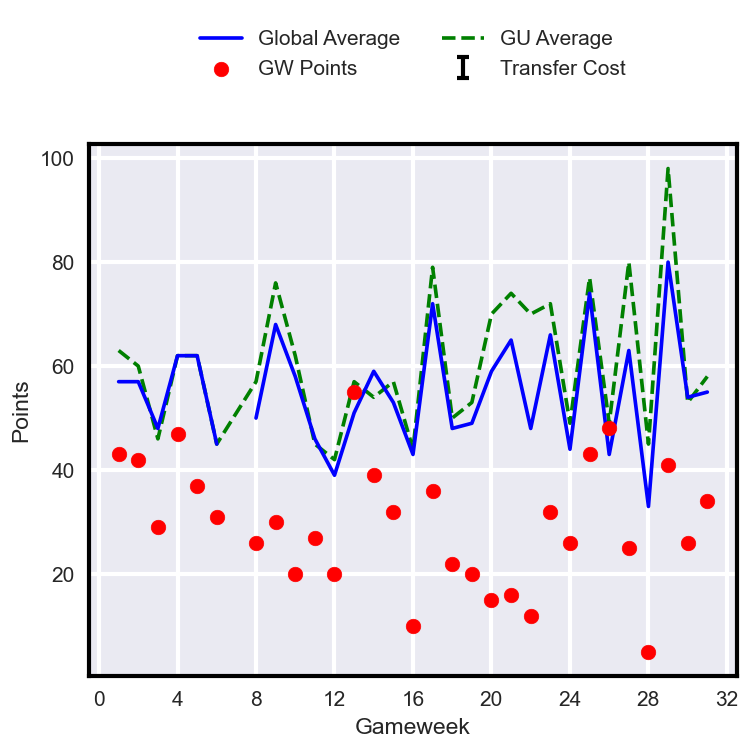 Global Average
GU Average
GW Points
Transfer Cost
100
80
60
40
20
Points
0 4 8 12 16 20 24 28 32
Gameweek